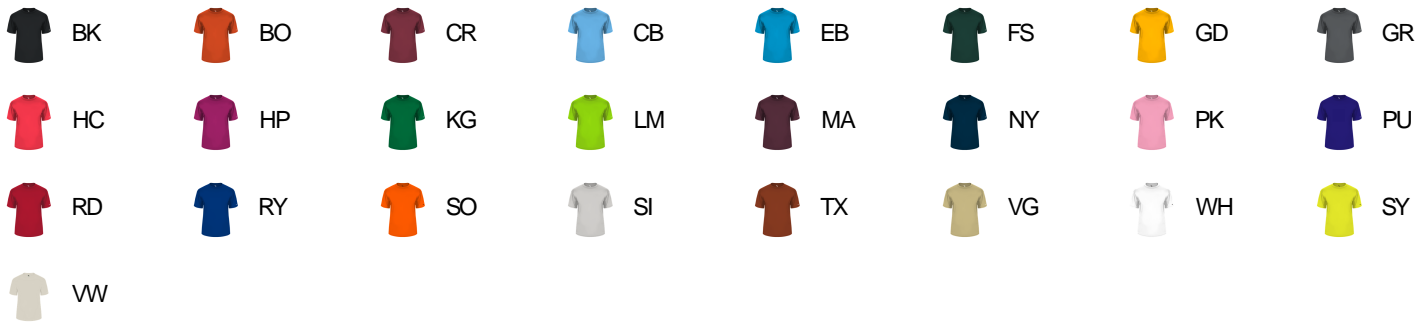 BK BO CR CB EB FS GD GR
HC HP KG LM MA NY PK PU
RD RY SO SI TX VG WH SY
VW